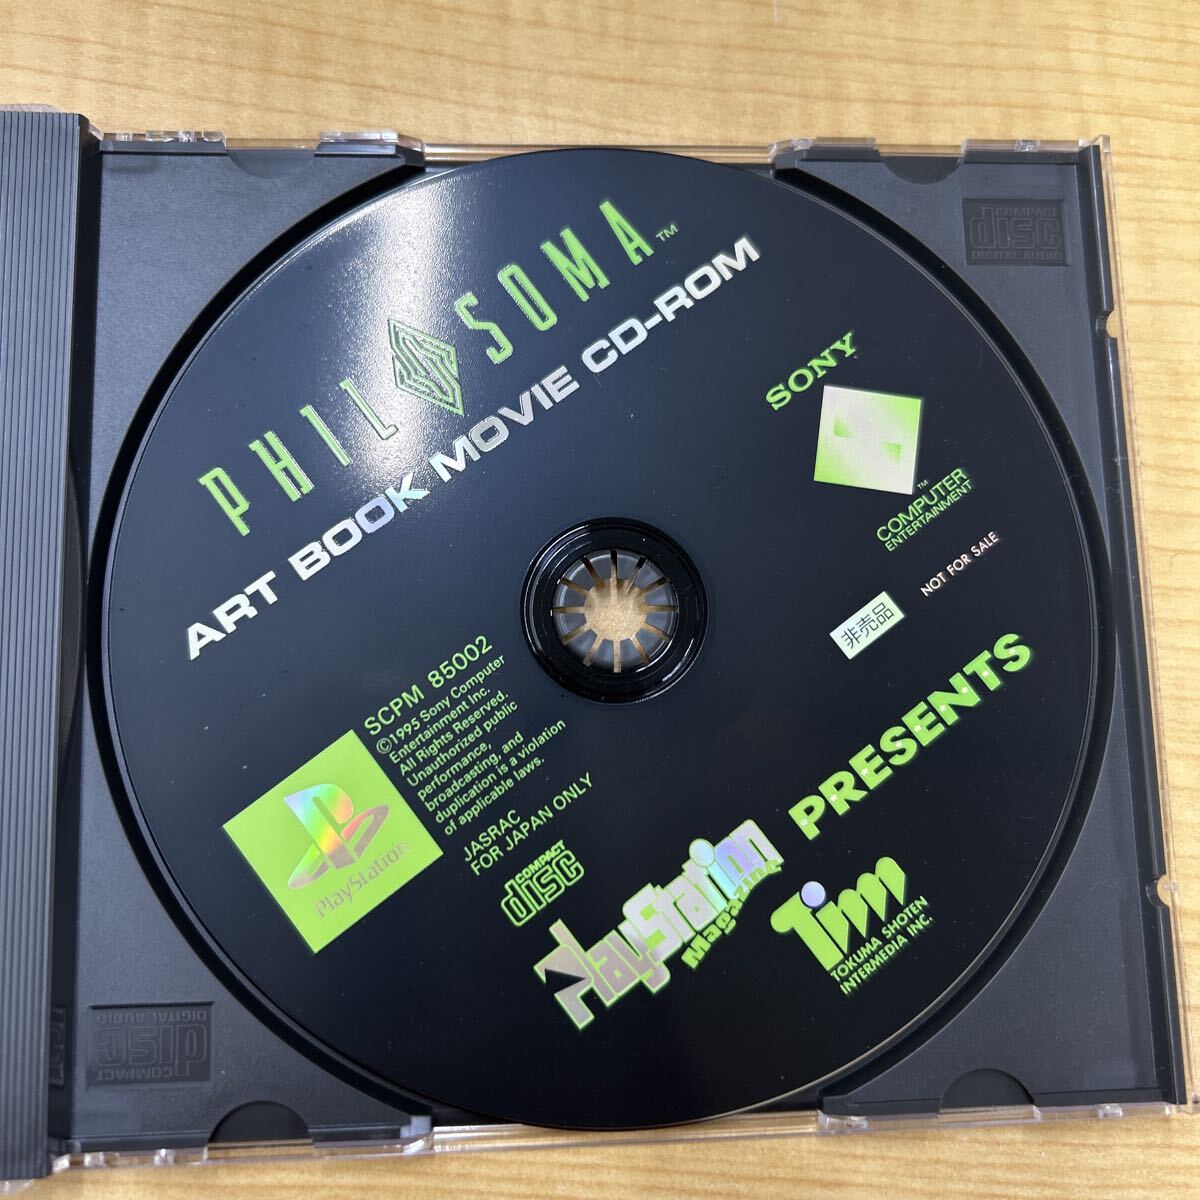 PHILOSOMA™
ART BOOK MOVIE CD-ROM
SONY
™
COMPUTER
ENTERTAINMENT
非売品
NOT FOR SALE
SCPM 85002
©1995 Sony Computer
Entertainment Inc.
All Rights Reserved.
Unauthorized public
performance,
broadcasting, and
duplication is a violation
of applicable laws.
JASRAC
FOR JAPAN ONLY
PlayStation
COMPACT
disc
PlayStation
Magazine
PRESENTS
Tim
TOKUMA SHOTEN
INTERMEDIA INC.
COMPACT
disc
DIGITAL AUDIO
COMPACT
disc
DIGITAL AUDIO